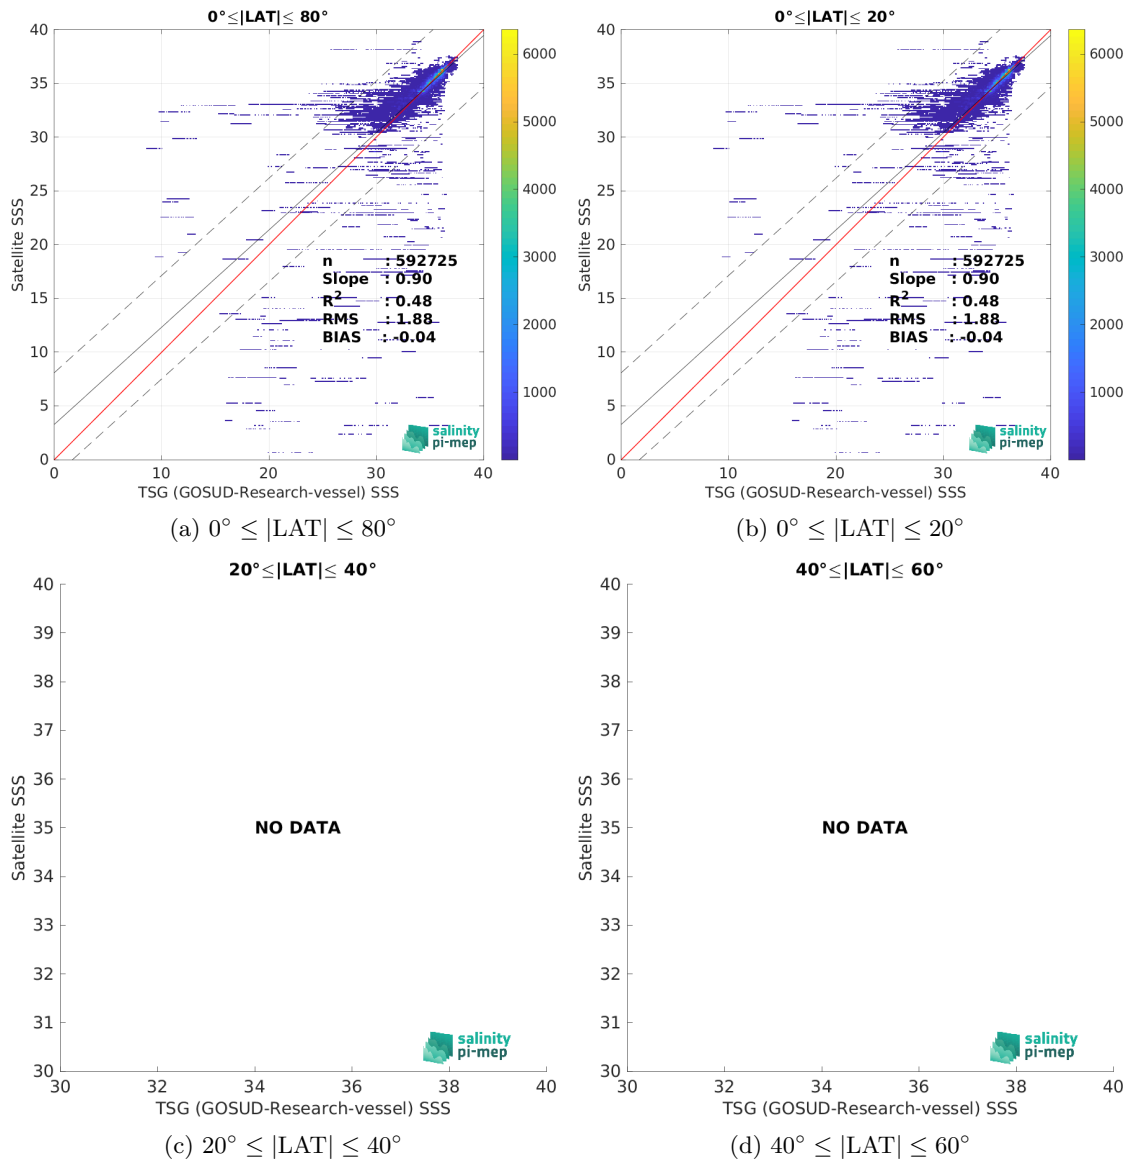 0°≤|LAT|≤ 80°
40
35
30
25
20
15
10
5
0
Satellite SSS
n : 592725
Slope : 0.90
R² : 0.48
RMS : 1.88
BIAS : -0.04
salinity
pi-mep
0 10 20 30 40
TSG (GOSUD-Research-vessel) SSS
6000
5000
4000
3000
2000
1000
(a) 0° ≤ |LAT| ≤ 80°
0°≤|LAT|≤ 20°
40
35
30
25
20
15
10
5
0
Satellite SSS
n : 592725
Slope : 0.90
R² : 0.48
RMS : 1.88
BIAS : -0.04
salinity
pi-mep
0 10 20 30 40
TSG (GOSUD-Research-vessel) SSS
6000
5000
4000
3000
2000
1000
(b) 0° ≤ |LAT| ≤ 20°
20°≤|LAT|≤ 40°
40
39
38
37
36
35
34
33
32
31
30
Satellite SSS
NO DATA
salinity
pi-mep
30 32 34 36 38 40
TSG (GOSUD-Research-vessel) SSS
(c) 20° ≤ |LAT| ≤ 40°
40°≤|LAT|≤ 60°
40
39
38
37
36
35
34
33
32
31
30
Satellite SSS
NO DATA
salinity
pi-mep
30 32 34 36 38 40
TSG (GOSUD-Research-vessel) SSS
(d) 40° ≤ |LAT| ≤ 60°